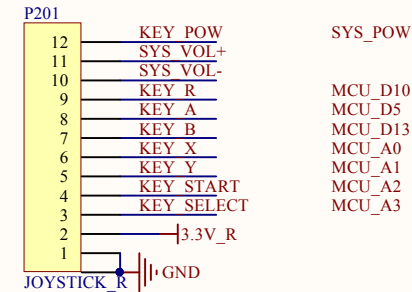 P201
12 KEY_POW SYS_POW
11 SYS_VOL+
10 SYS_VOL-
9 KEY_R MCU_D10
8 KEY_A MCU_D5
7 KEY_B MCU_D13
6 KEY_X MCU_A0
5 KEY_Y MCU_A1
4 KEY_START MCU_A2
3 KEY_SELECT MCU_A3
2 3.3V_R
1
GND
JOYSTICK_R